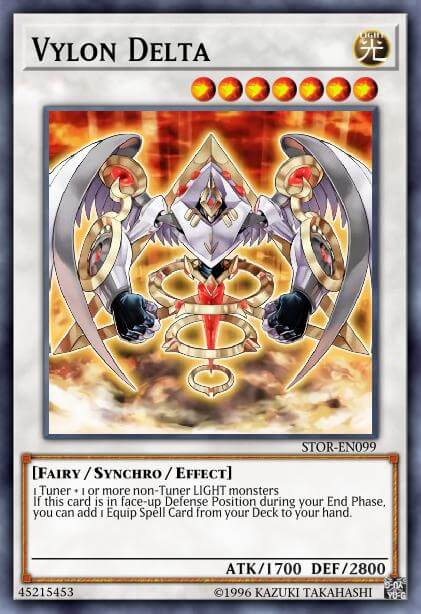 VYLON DELTA
LIGHT
光
STOR-EN099
[FAIRY / SYNCHRO / EFFECT]
1 Tuner + 1 or more non-Tuner LIGHT monsters
If this card is in face-up Defense Position during your End Phase,
you can add 1 Equip Spell Card from your Deck to your hand.
ATK/1700 DEF/2800
45215453
©1996 KAZUKI TAKAHASHI